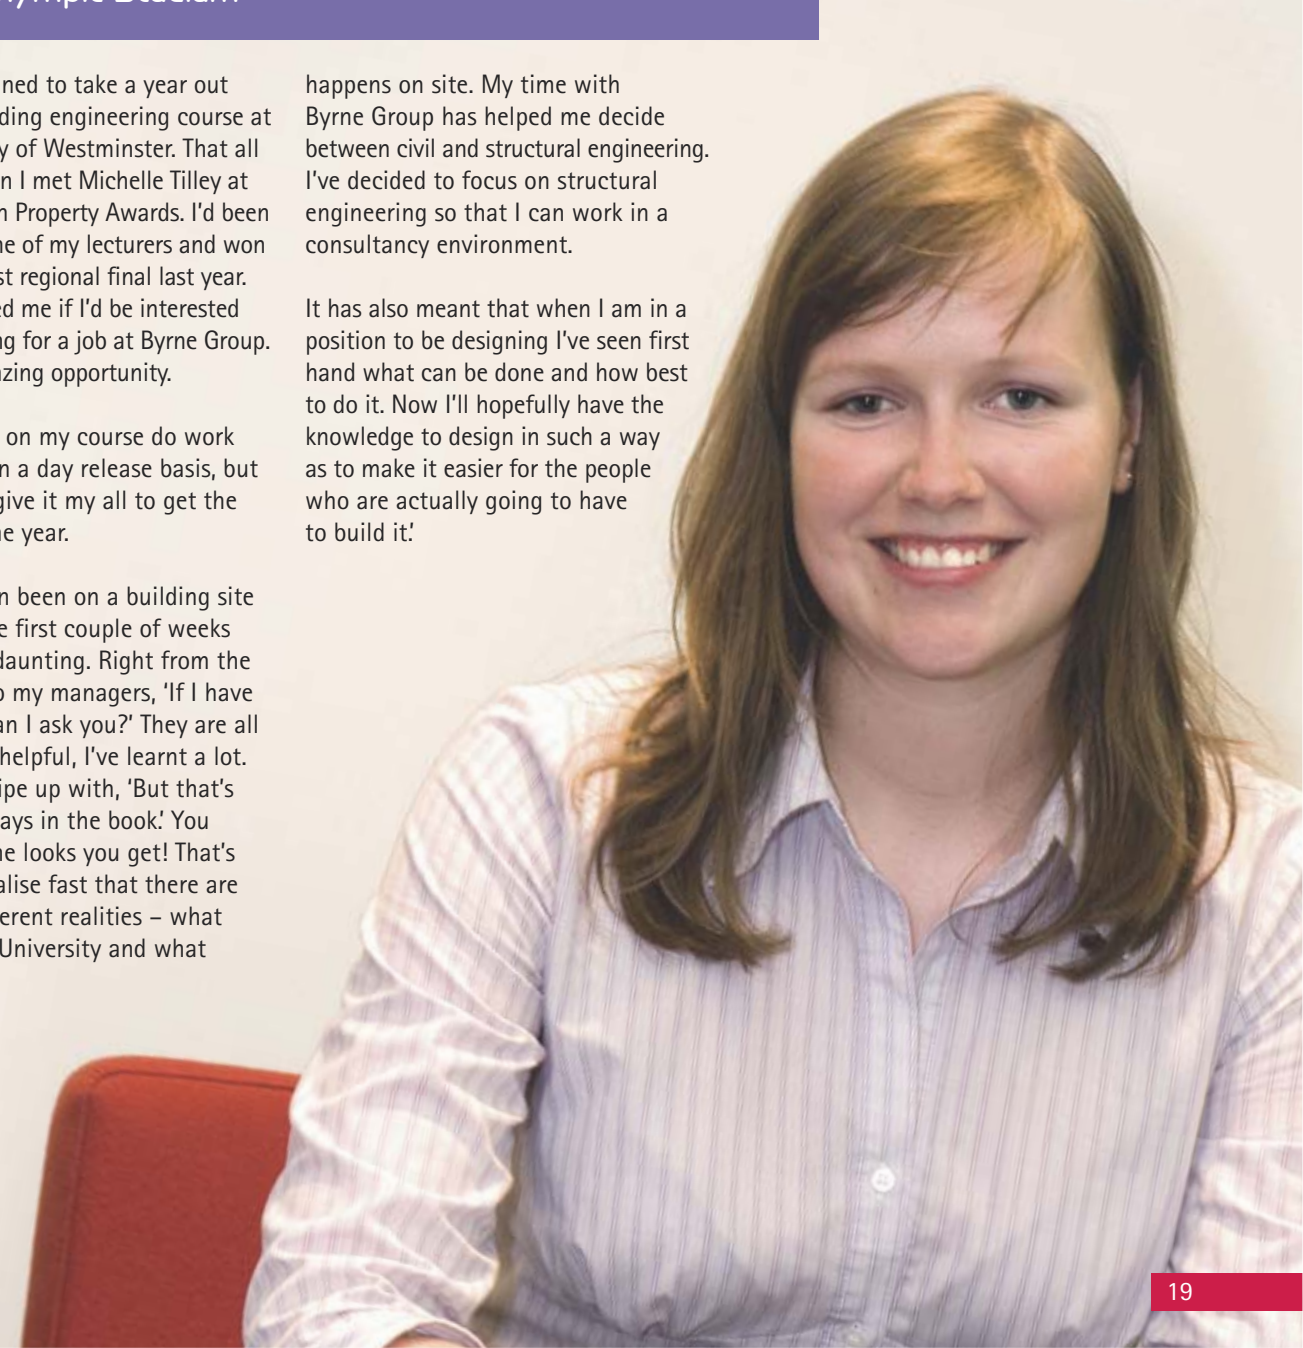 ympic Stadium
ned to take a year out
ding engineering course at
y of Westminster. That all
n I met Michelle Tilley at
n Property Awards. I'd been
ne of my lecturers and won
st regional final last year.
ed me if I'd be interested
ng for a job at Byrne Group.
azing opportunity.
on my course do work
n a day release basis, but
give it my all to get the
he year.
n been on a building site
e first couple of weeks
daunting. Right from the
o my managers, ‘If I have
an I ask you?’ They are all
helpful, I've learnt a lot.
ipe up with, ‘But that's
ays in the book.’ You
he looks you get! That's
alise fast that there are
erent realities – what
University and what
happens on site. My time with
Byrne Group has helped me decide
between civil and structural engineering.
I've decided to focus on structural
engineering so that I can work in a
consultancy environment.
It has also meant that when I am in a
position to be designing I've seen first
hand what can be done and how best
to do it. Now I'll hopefully have the
knowledge to design in such a way
as to make it easier for the people
who are actually going to have
to build it.’
19